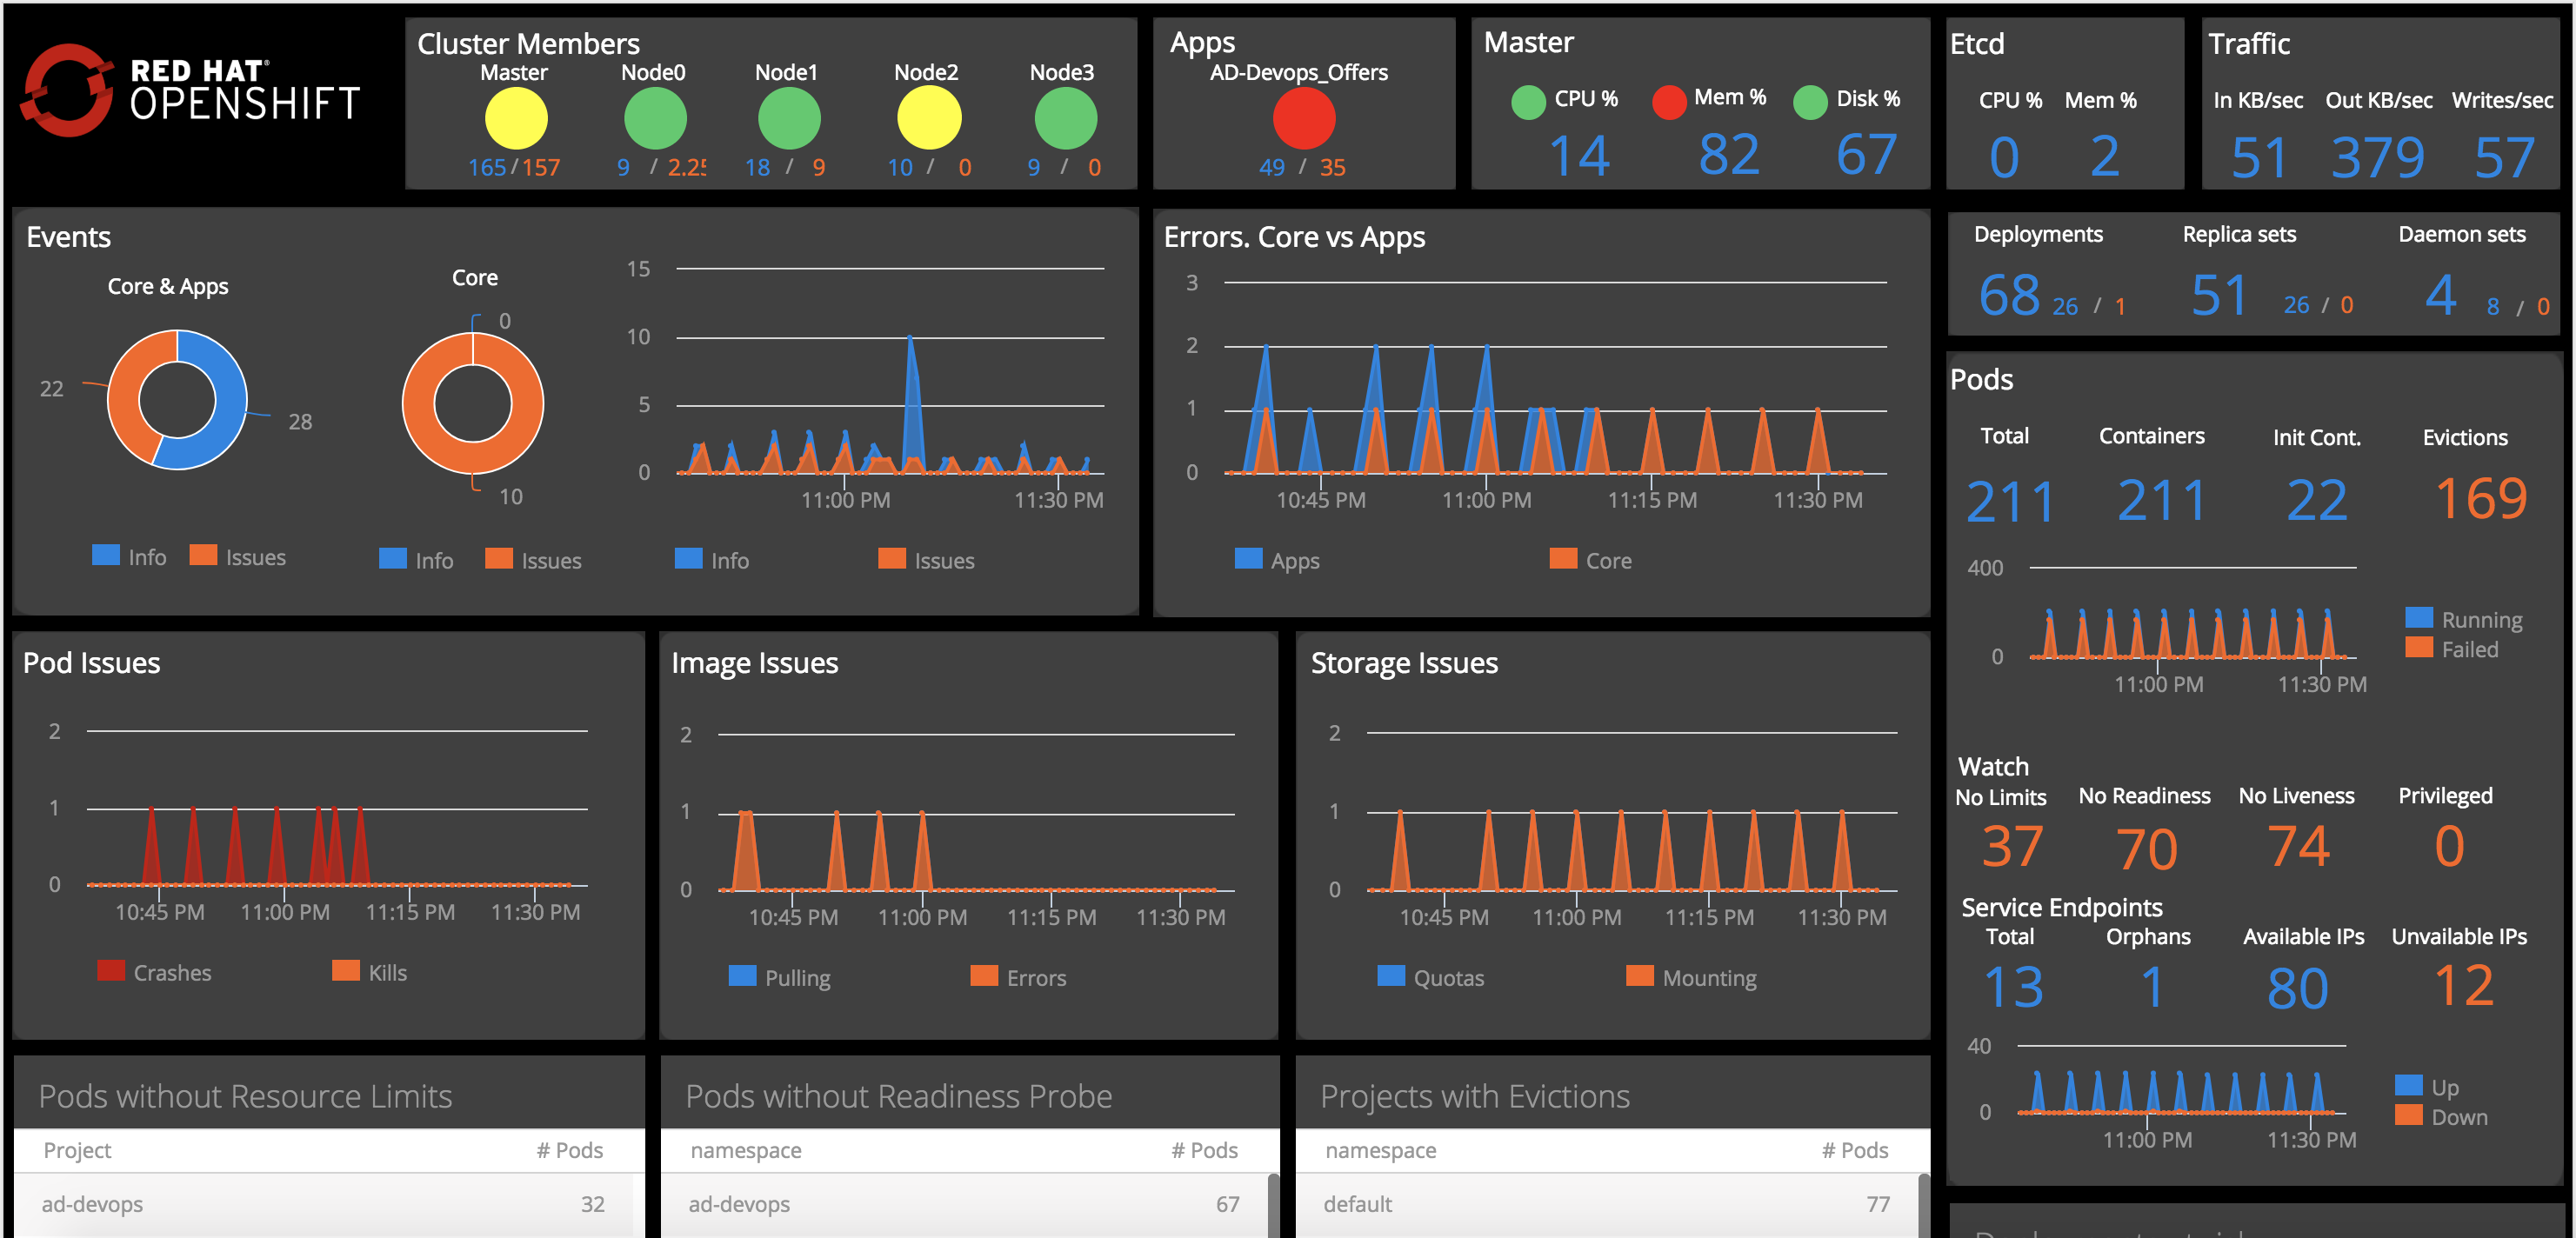 RED HAT®
OPENSHIFT
Cluster Members
Master Node0 Node1 Node2 Node3
165 / 157 9 / 2.25 18 / 9 10 / 0 9 / 0
Apps
AD-Devops_Offers
49 / 35
Master
CPU % Mem % Disk %
14 82 67
Etcd
CPU % Mem %
0 2
Traffic
In KB/sec Out KB/sec Writes/sec
51 379 57
Events
Core & Apps
22
28
Info Issues
Core
0
10
Info Issues
15
10
5
0
11:00 PM 11:30 PM
Info Issues
Errors. Core vs Apps
3
2
1
0
10:45 PM 11:00 PM 11:15 PM 11:30 PM
Apps Core
Deployments Replica sets Daemon sets
68 26 / 1 51 26 / 0 4 8 / 0
Pods
Total Containers Init Cont. Evictions
211 211 22 169
400
0
11:00 PM 11:30 PM
Running
Failed
Watch
No Limits No Readiness No Liveness Privileged
37 70 74 0
Service Endpoints
Total Orphans Available IPs Unvailable IPs
13 1 80 12
40
0
11:00 PM 11:30 PM
Up
Down
Pod Issues
2
1
0
10:45 PM 11:00 PM 11:15 PM 11:30 PM
Crashes Kills
Image Issues
2
1
0
10:45 PM 11:00 PM 11:15 PM 11:30 PM
Pulling Errors
Storage Issues
2
1
0
10:45 PM 11:00 PM 11:15 PM 11:30 PM
Quotas Mounting
Pods without Resource Limits
Project # Pods
ad-devops 32
Pods without Readiness Probe
namespace # Pods
ad-devops 67
Projects with Evictions
namespace # Pods
default 77